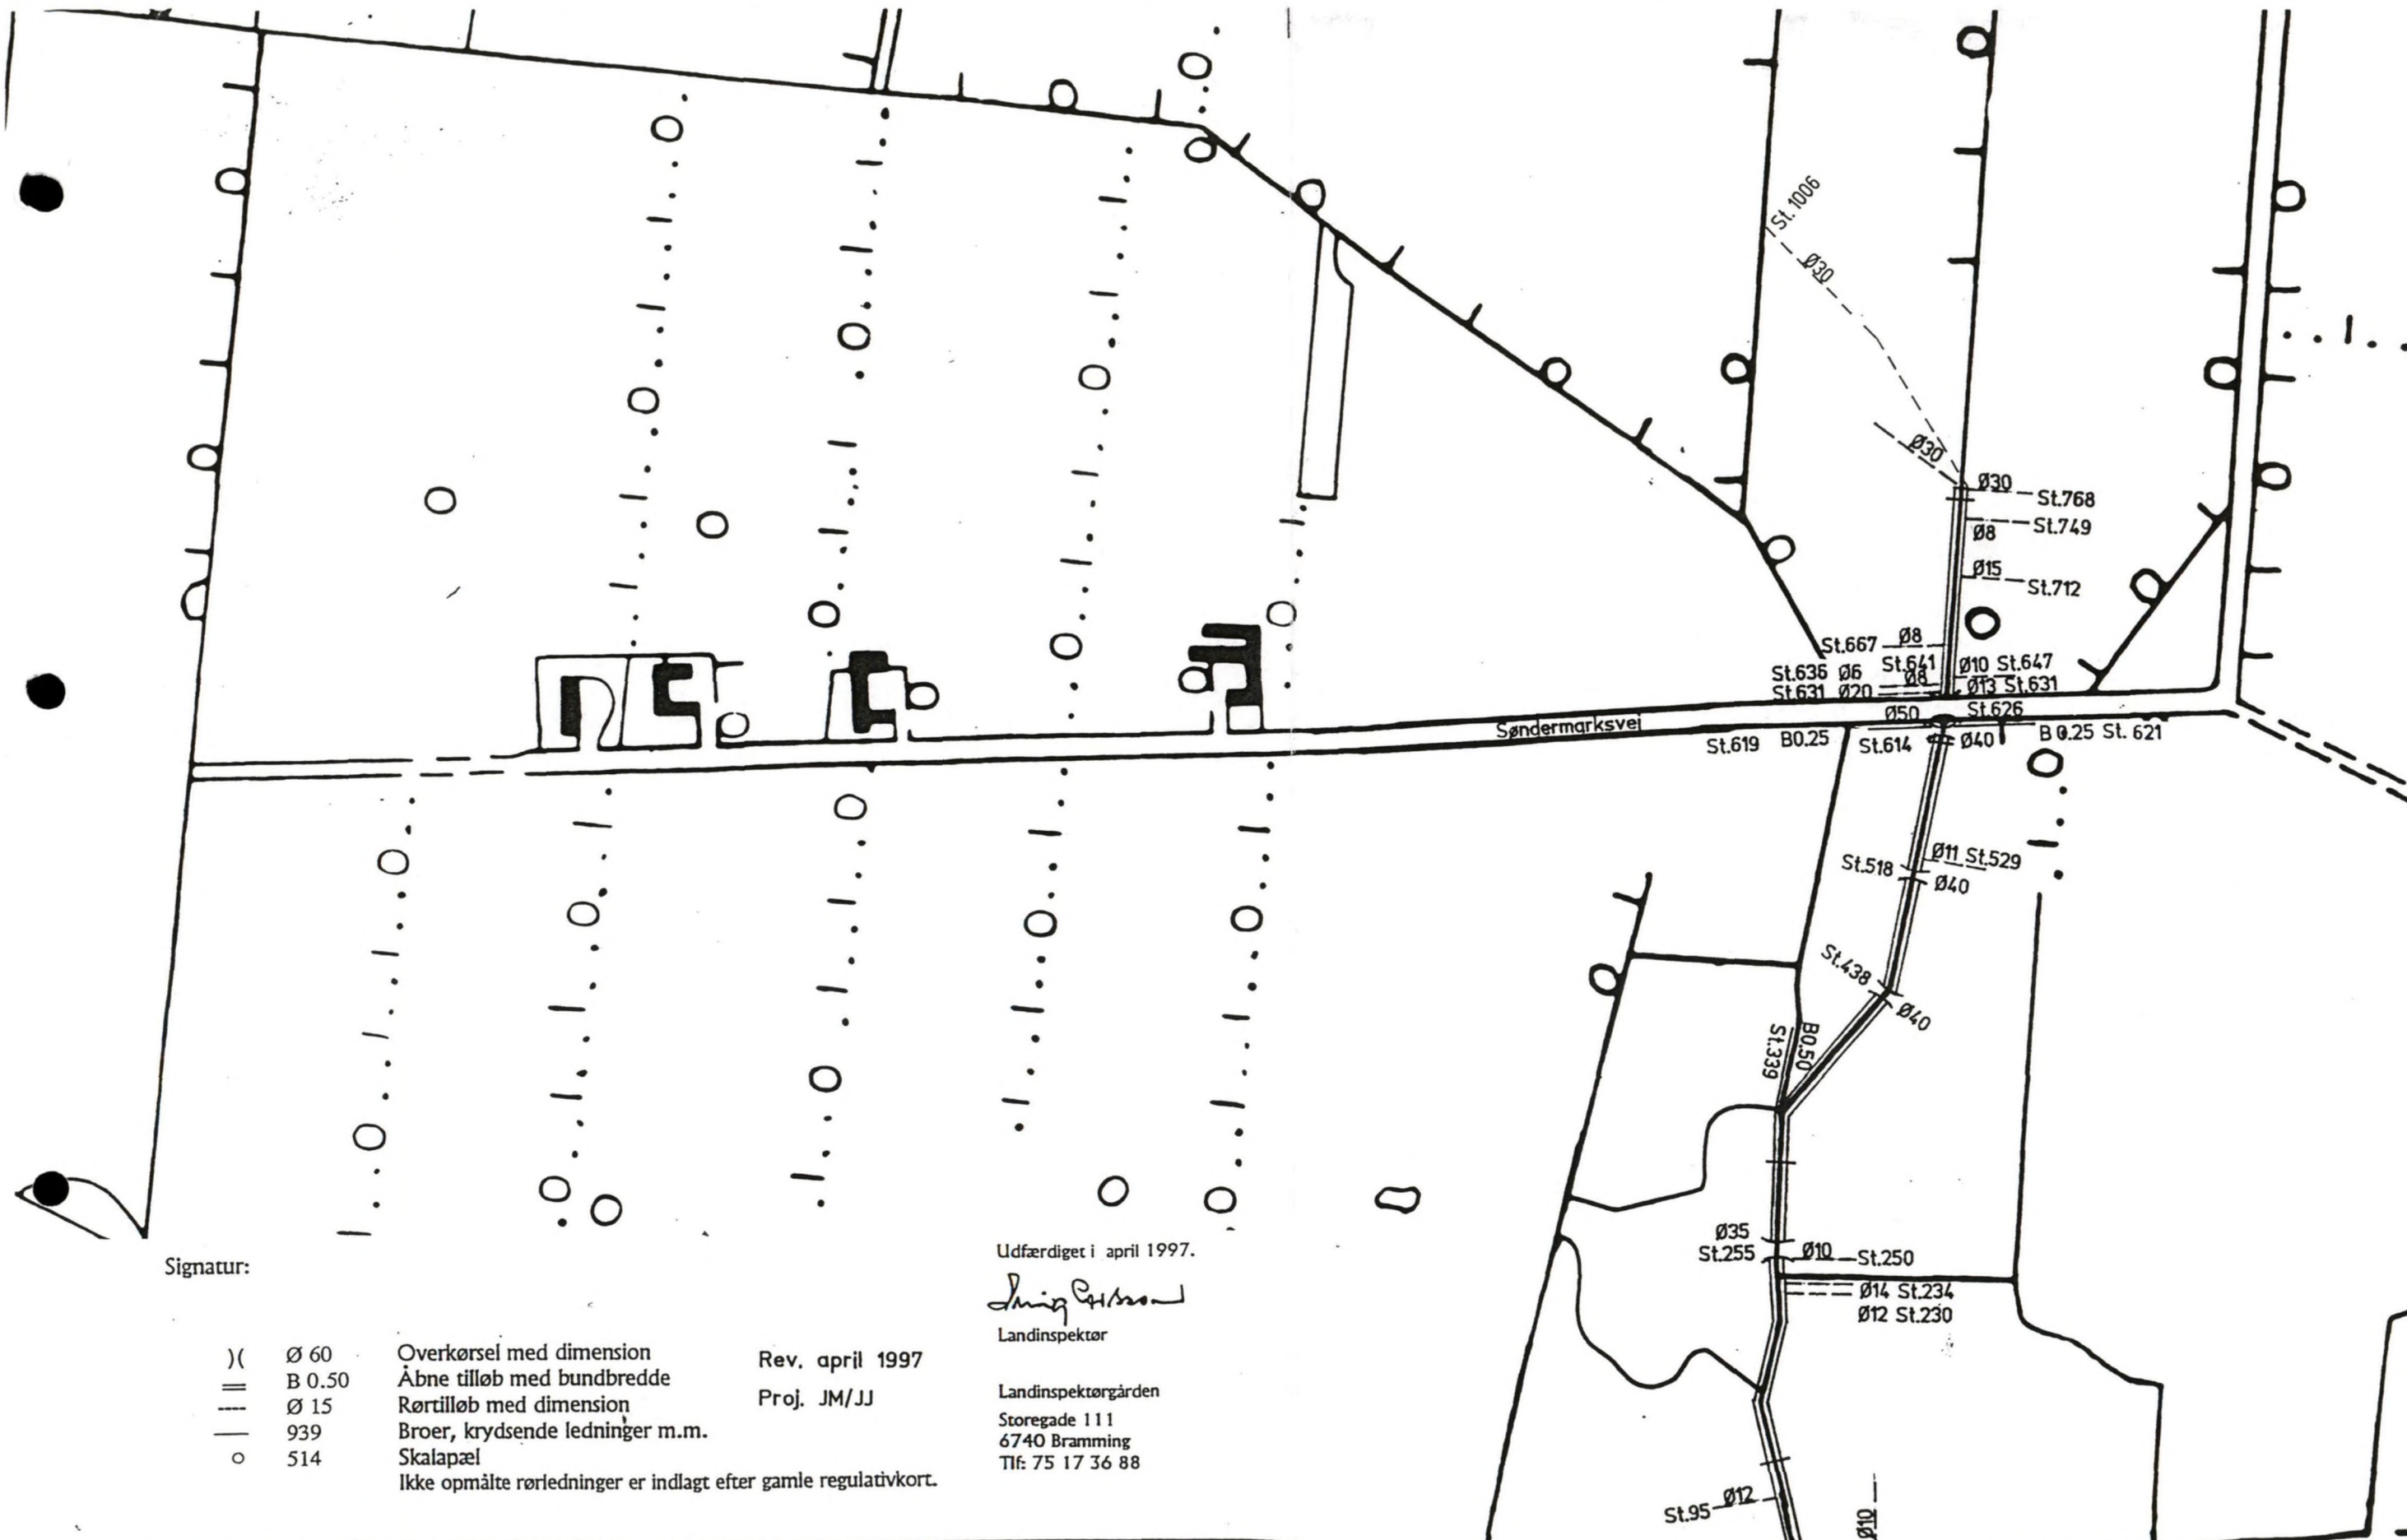 St.1006
Ø30
Ø30
Ø30 St.768
St.749
Ø8
Ø15
St.712
St.667 Ø8
St.636 Ø6 St.641 Ø10 St.647
Ø8
St.631 Ø20 Ø13 St.631
Ø50 St.626
Søndermarksvej
St.619 B0.25 St.614 Ø40 B 0.25 St. 621
Ø11 St.529
St.518
Ø40
St.438
Ø40
B0.50
St.339
Ø35
St.255 Ø10 St.250
Ø14 St.234
Ø12 St.230
St.95 Ø12
Ø10
Signatur:
)( Ø 60 Overkørsel med dimension
B 0.50 Åbne tilløb med bundbredde
Ø 15 Rørtilløb med dimension
939 Broer, krydsende ledninger m.m.
514 Skalapæl
Ikke opmålte rørledninger er indlagt efter gamle regulativkort.
Rev. april 1997
Proj. JM/JJ
Udfærdiget i april 1997.
Landinspektør
Landinspektørgården
Storegade 111
6740 Bramming
Tlf: 75 17 36 88